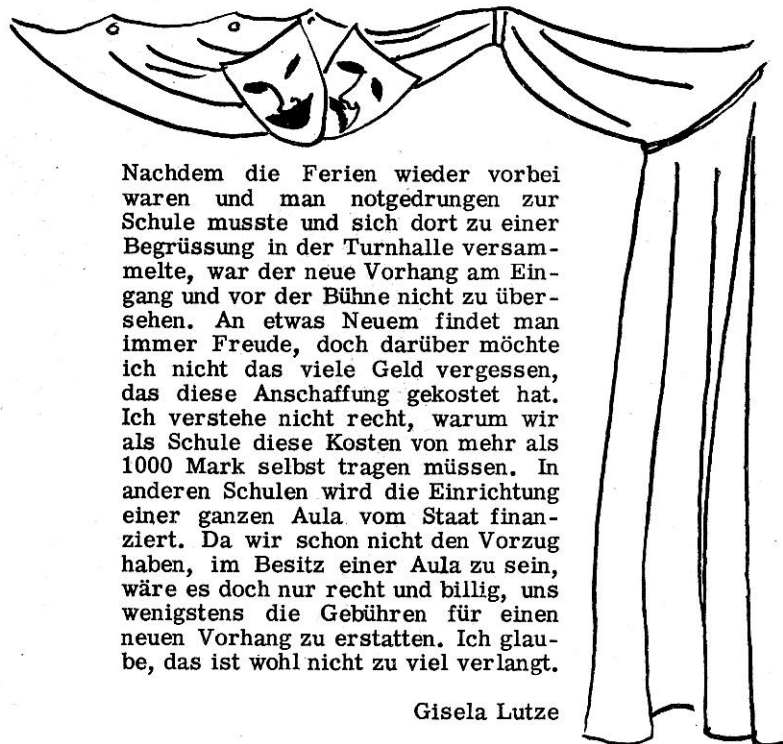 Nachdem die Ferien wieder vorbei
waren und man notgedrungen zur
Schule musste und sich dort zu einer
Begrüssung in der Turnhalle versam-
melte, war der neue Vorhang am Ein-
gang und vor der Bühne nicht zu über-
sehen. An etwas Neuem findet man
immer Freude, doch darüber möchte
ich nicht das viele Geld vergessen,
das diese Anschaffung gekostet hat.
Ich verstehe nicht recht, warum wir
als Schule diese Kosten von mehr als
1000 Mark selbst tragen müssen. In
anderen Schulen wird die Einrichtung
einer ganzen Aula vom Staat finan-
ziert. Da wir schon nicht den Vorzug
haben, im Besitz einer Aula zu sein,
wäre es doch nur recht und billig, uns
wenigstens die Gebühren für einen
neuen Vorhang zu erstatten. Ich glau-
be, das ist wohl nicht zu viel verlangt.
Gisela Lutze